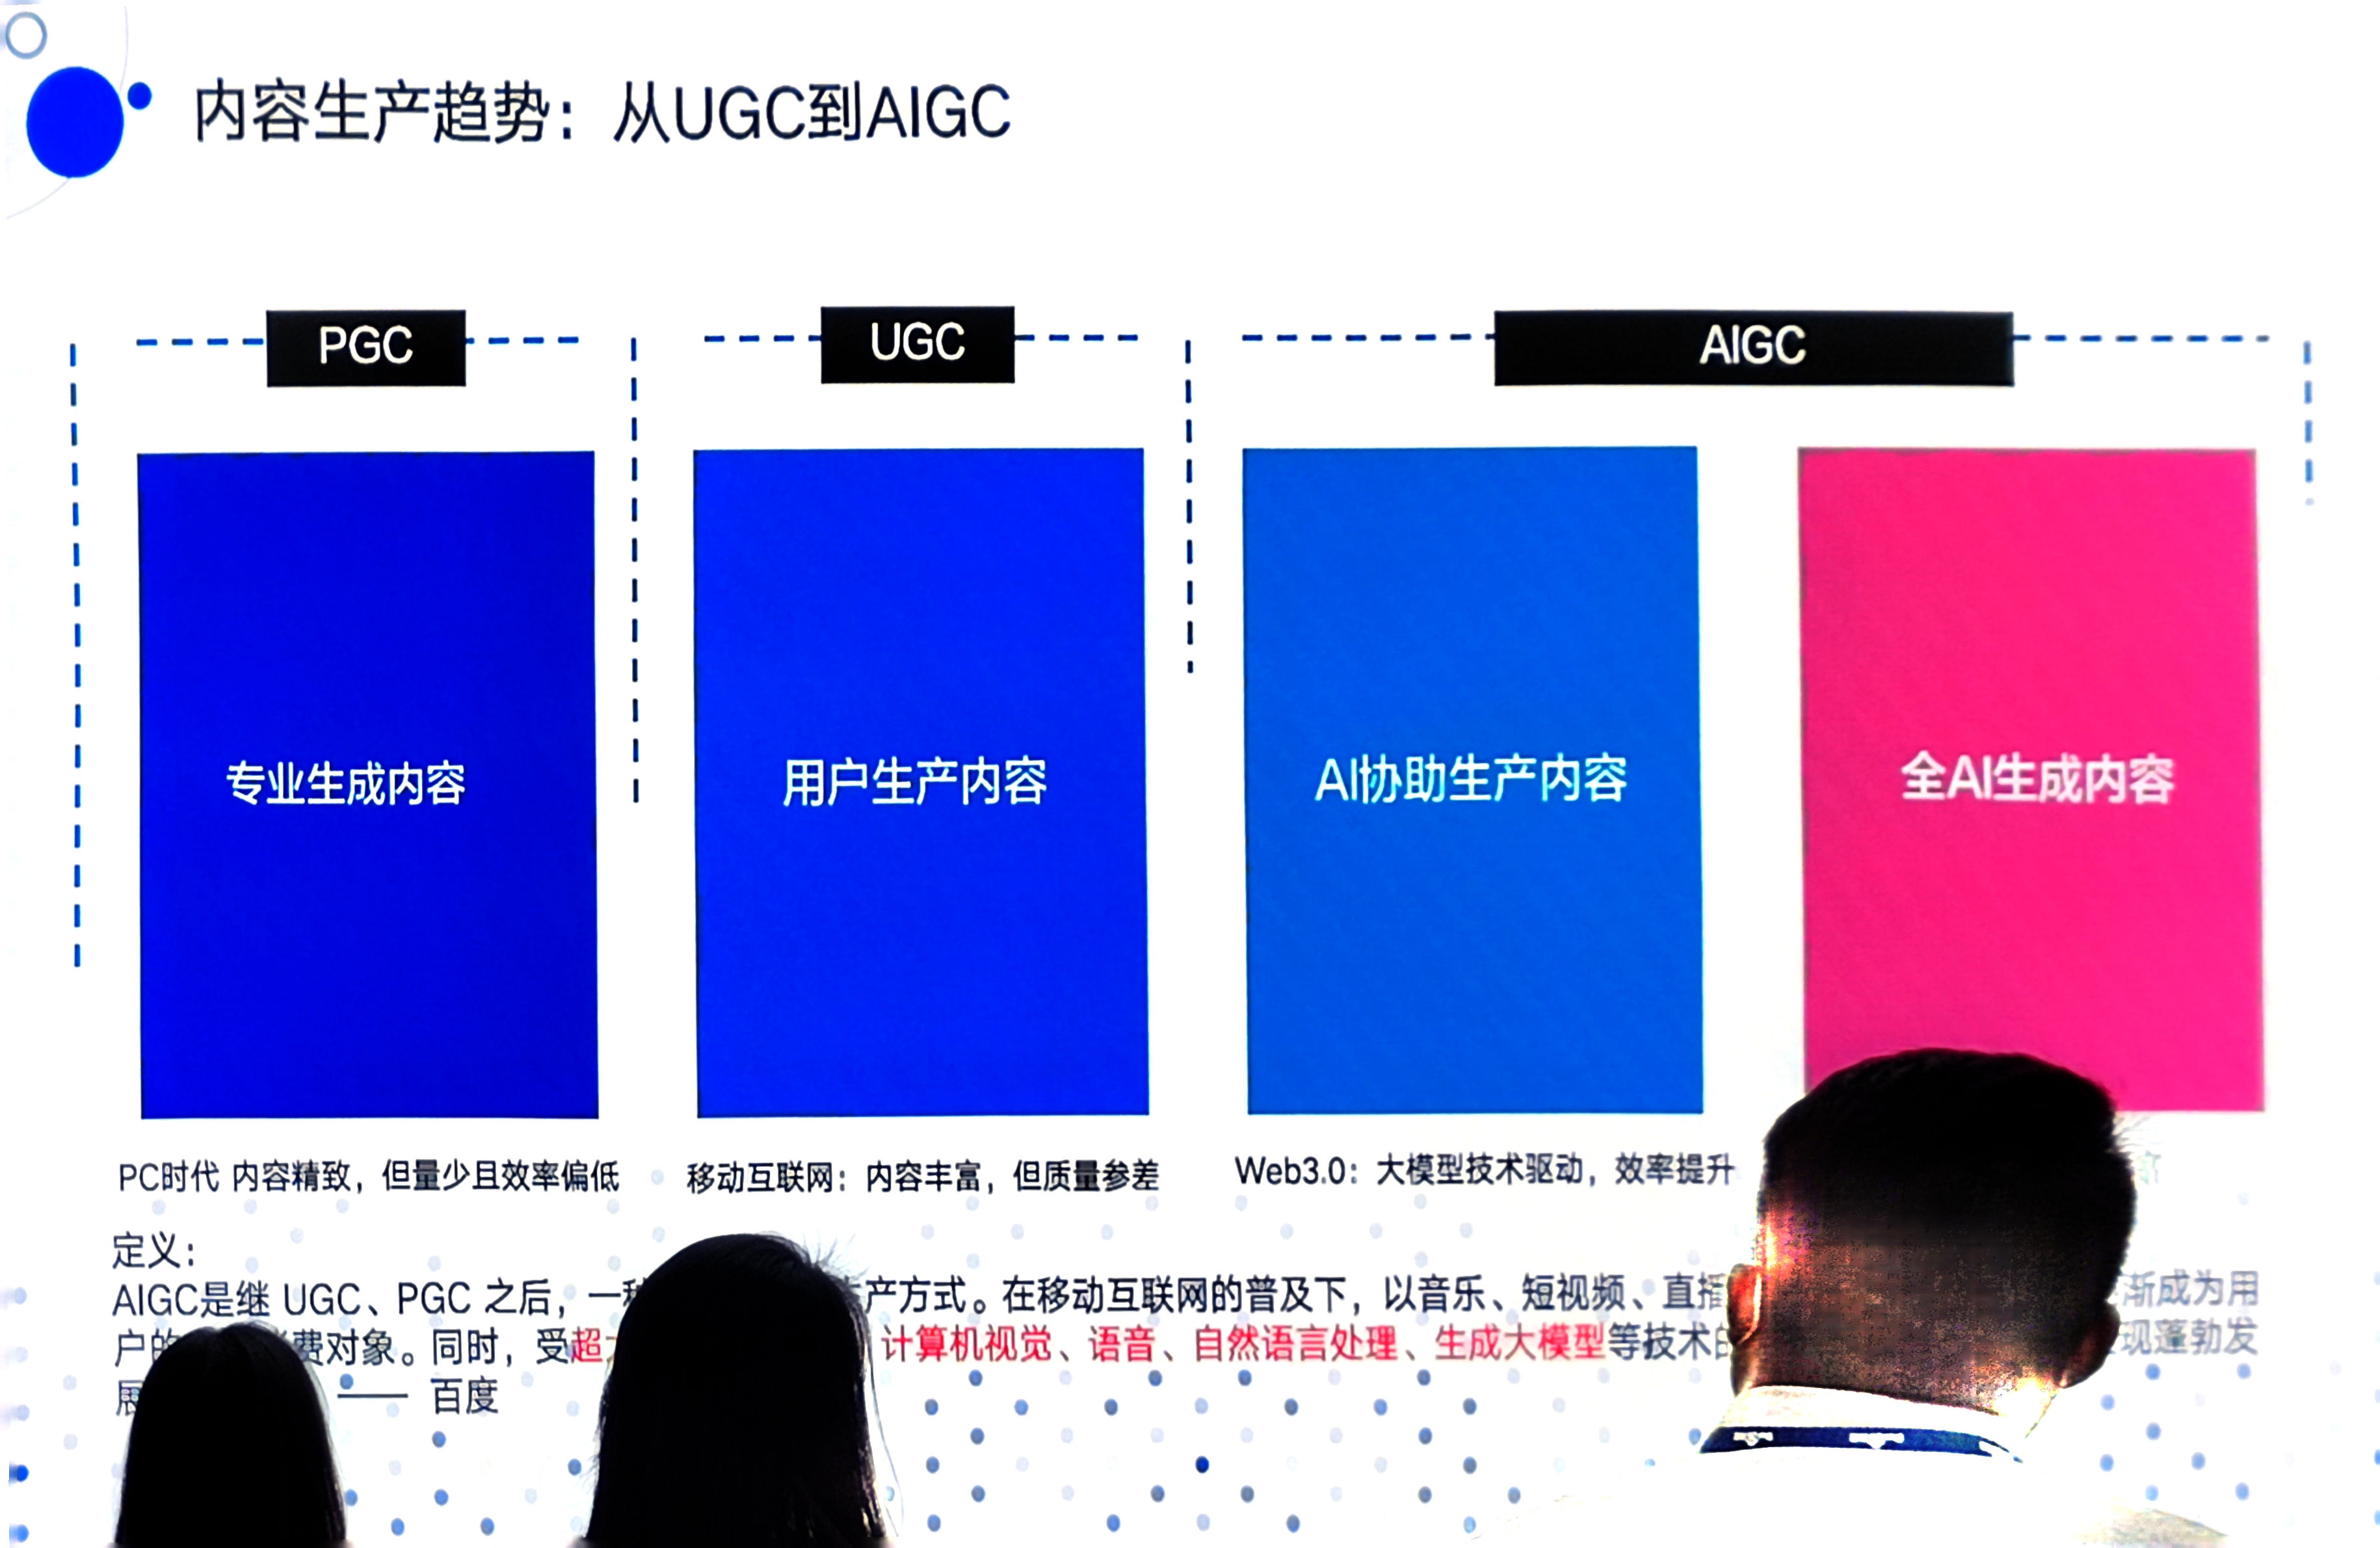 内容生产趋势：从UGC到AIGC
PGC
UGC
AIGC
专业生成内容
用户生产内容
AI协助生产内容
全AI生成内容
PC时代 内容精致，但量少且效率偏低
移动互联网：内容丰富，但质量参差
Web3.0：大模型技术驱动，效率提升
定义：
AIGC是继 UGC、PGC 之后，一 产方式。在移动互联网的普及下，以音乐、短视频、直播 渐成为用
户的 费对象。同时，受超 计算机视觉、语音、自然语言处理、生成大模型等技术的 现蓬勃发
展 —— 百度